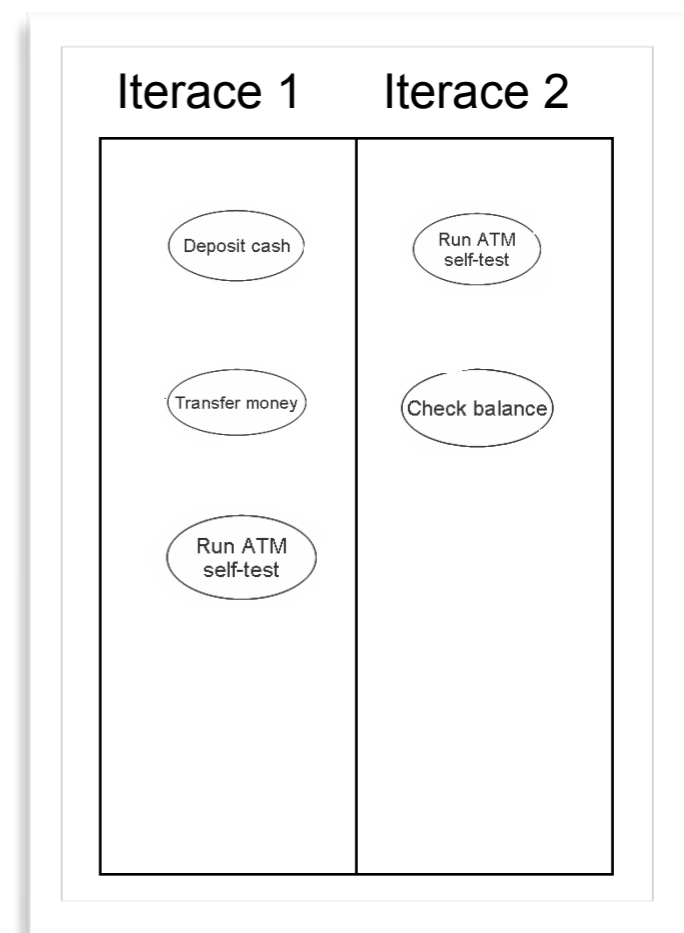 Iterace 1
Iterace 2
Deposit cash
Run ATM
self-test
Transfer money
Check balance
Run ATM
self-test